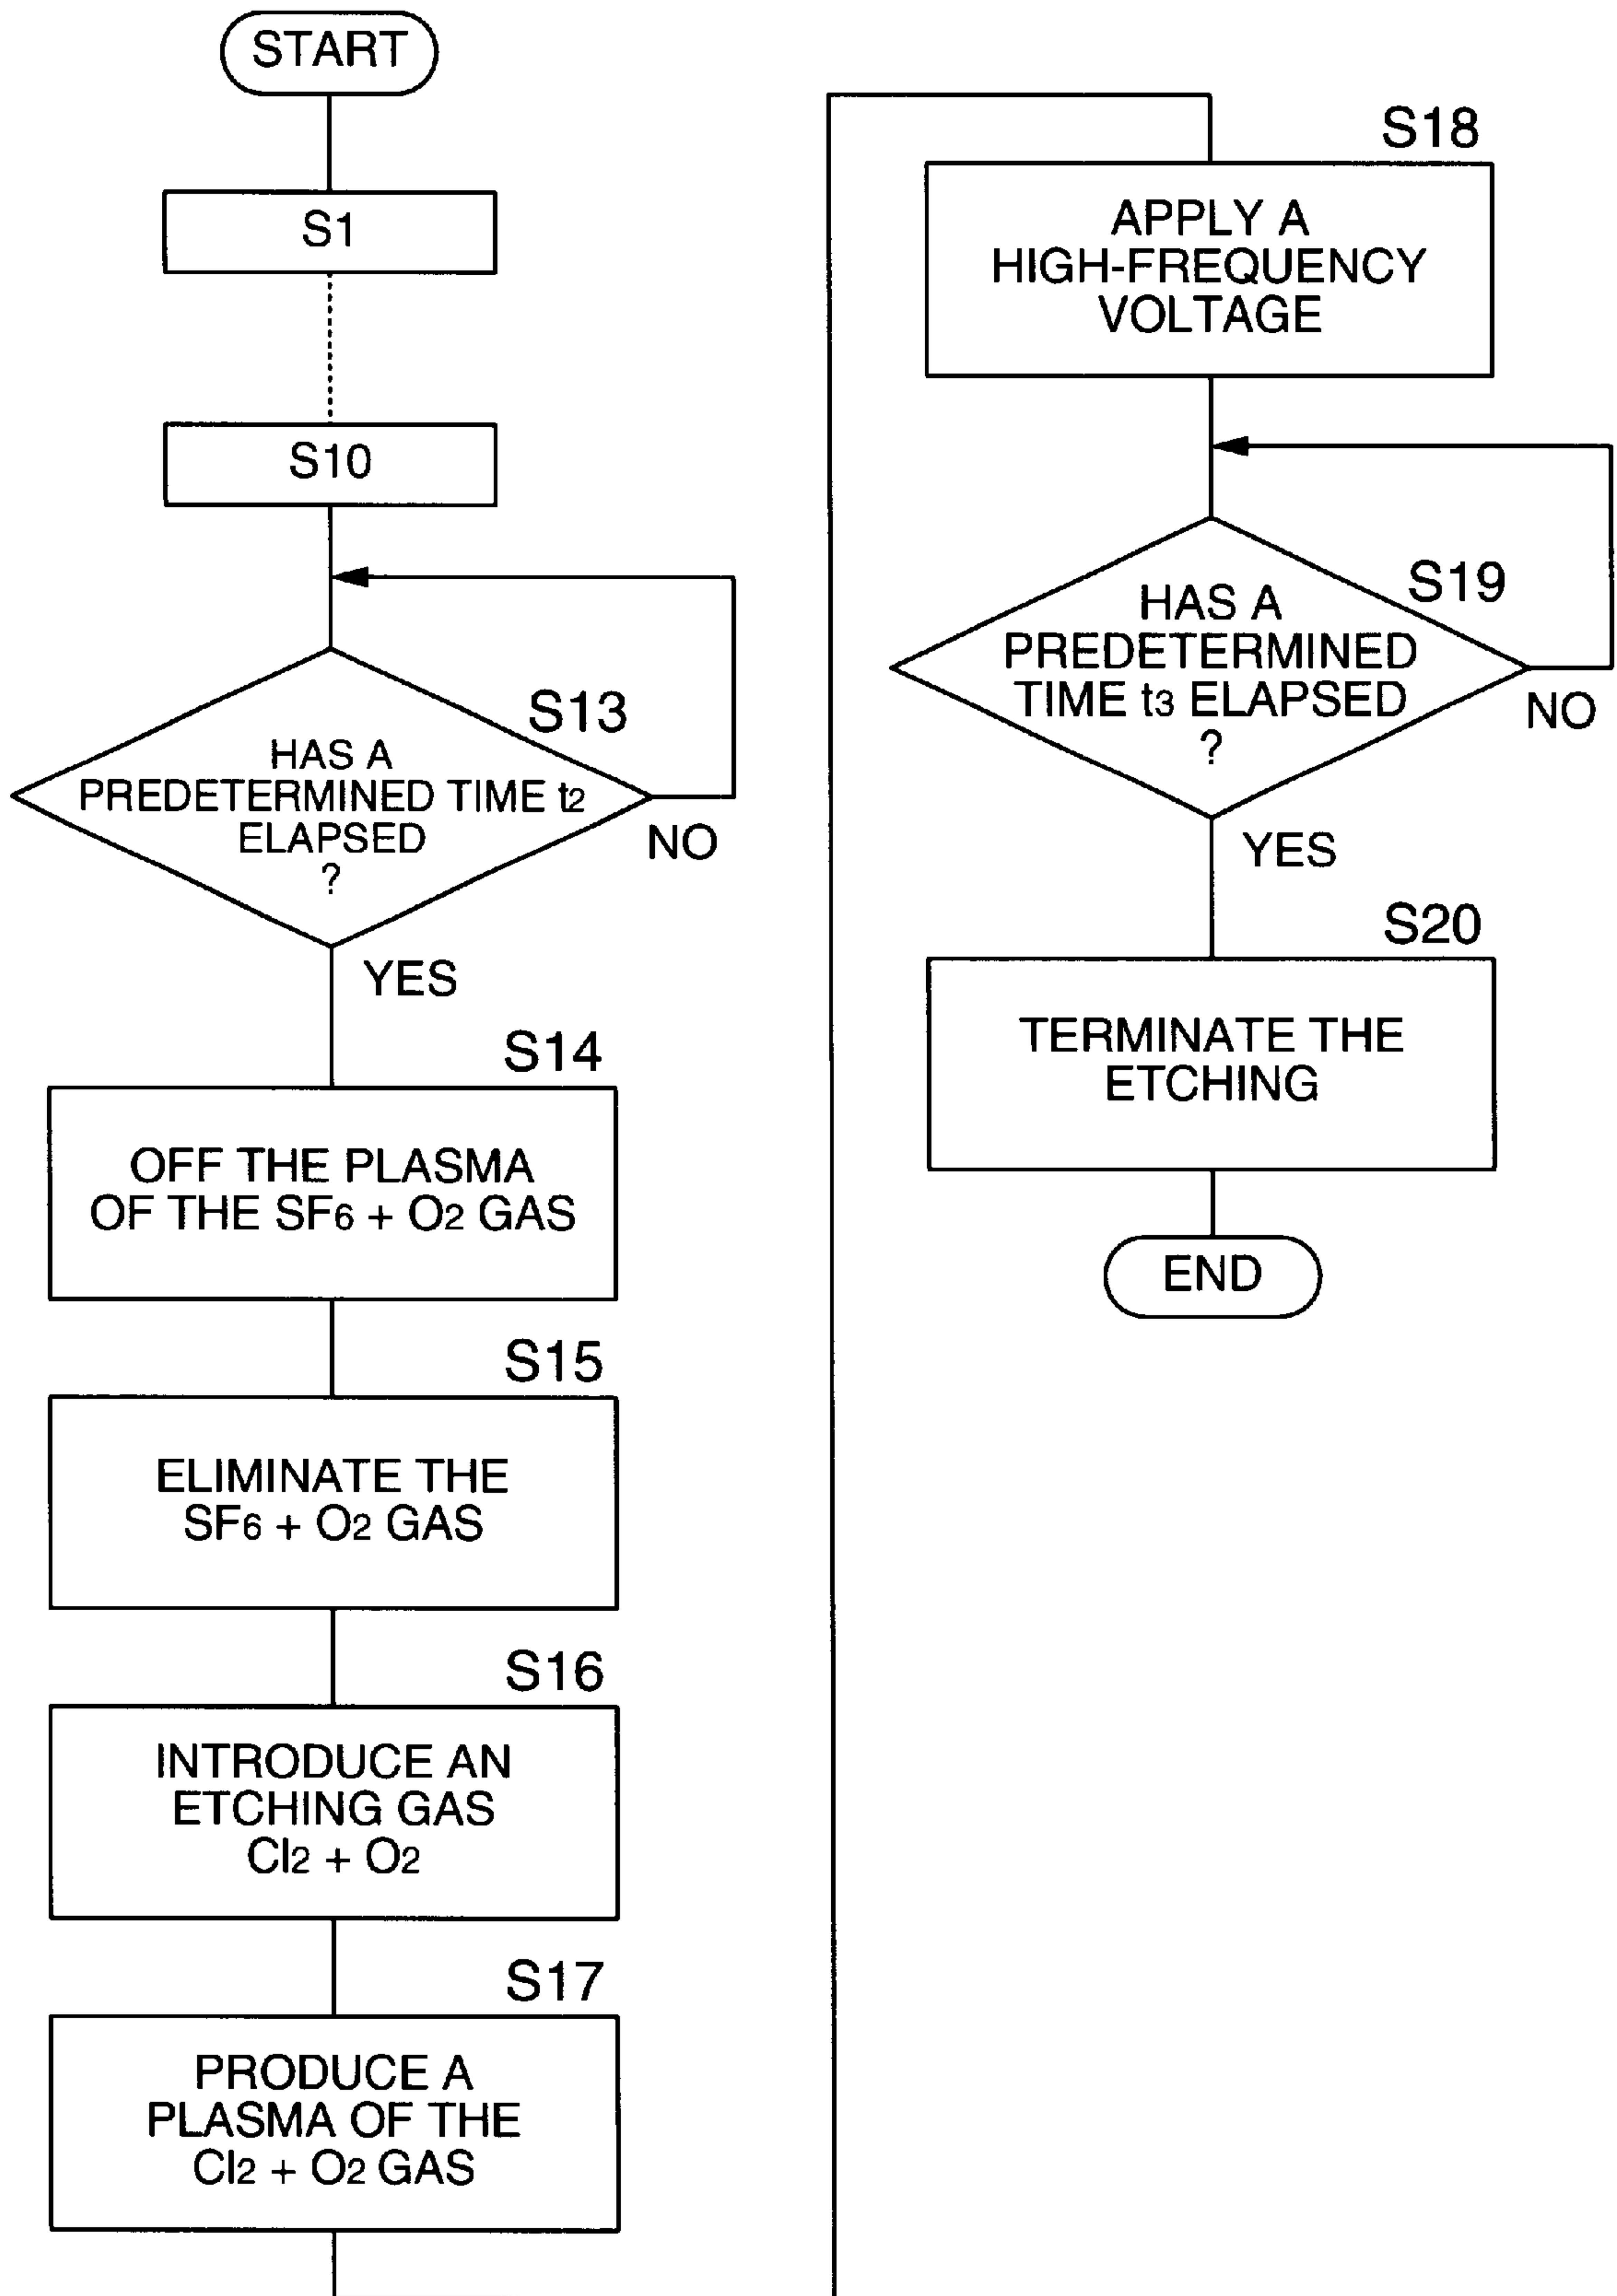 START
S1
S10
S13
HAS A
PREDETERMINED TIME t2
ELAPSED
?
NO
YES
S14
OFF THE PLASMA
OF THE SF6 + O2 GAS
S15
ELIMINATE THE
SF6 + O2 GAS
S16
INTRODUCE AN
ETCHING GAS
Cl2 + O2
S17
PRODUCE A
PLASMA OF THE
Cl2 + O2 GAS
S18
APPLY A
HIGH-FREQUENCY
VOLTAGE
S19
HAS A
PREDETERMINED
TIME t3 ELAPSED
?
NO
YES
S20
TERMINATE THE
ETCHING
END